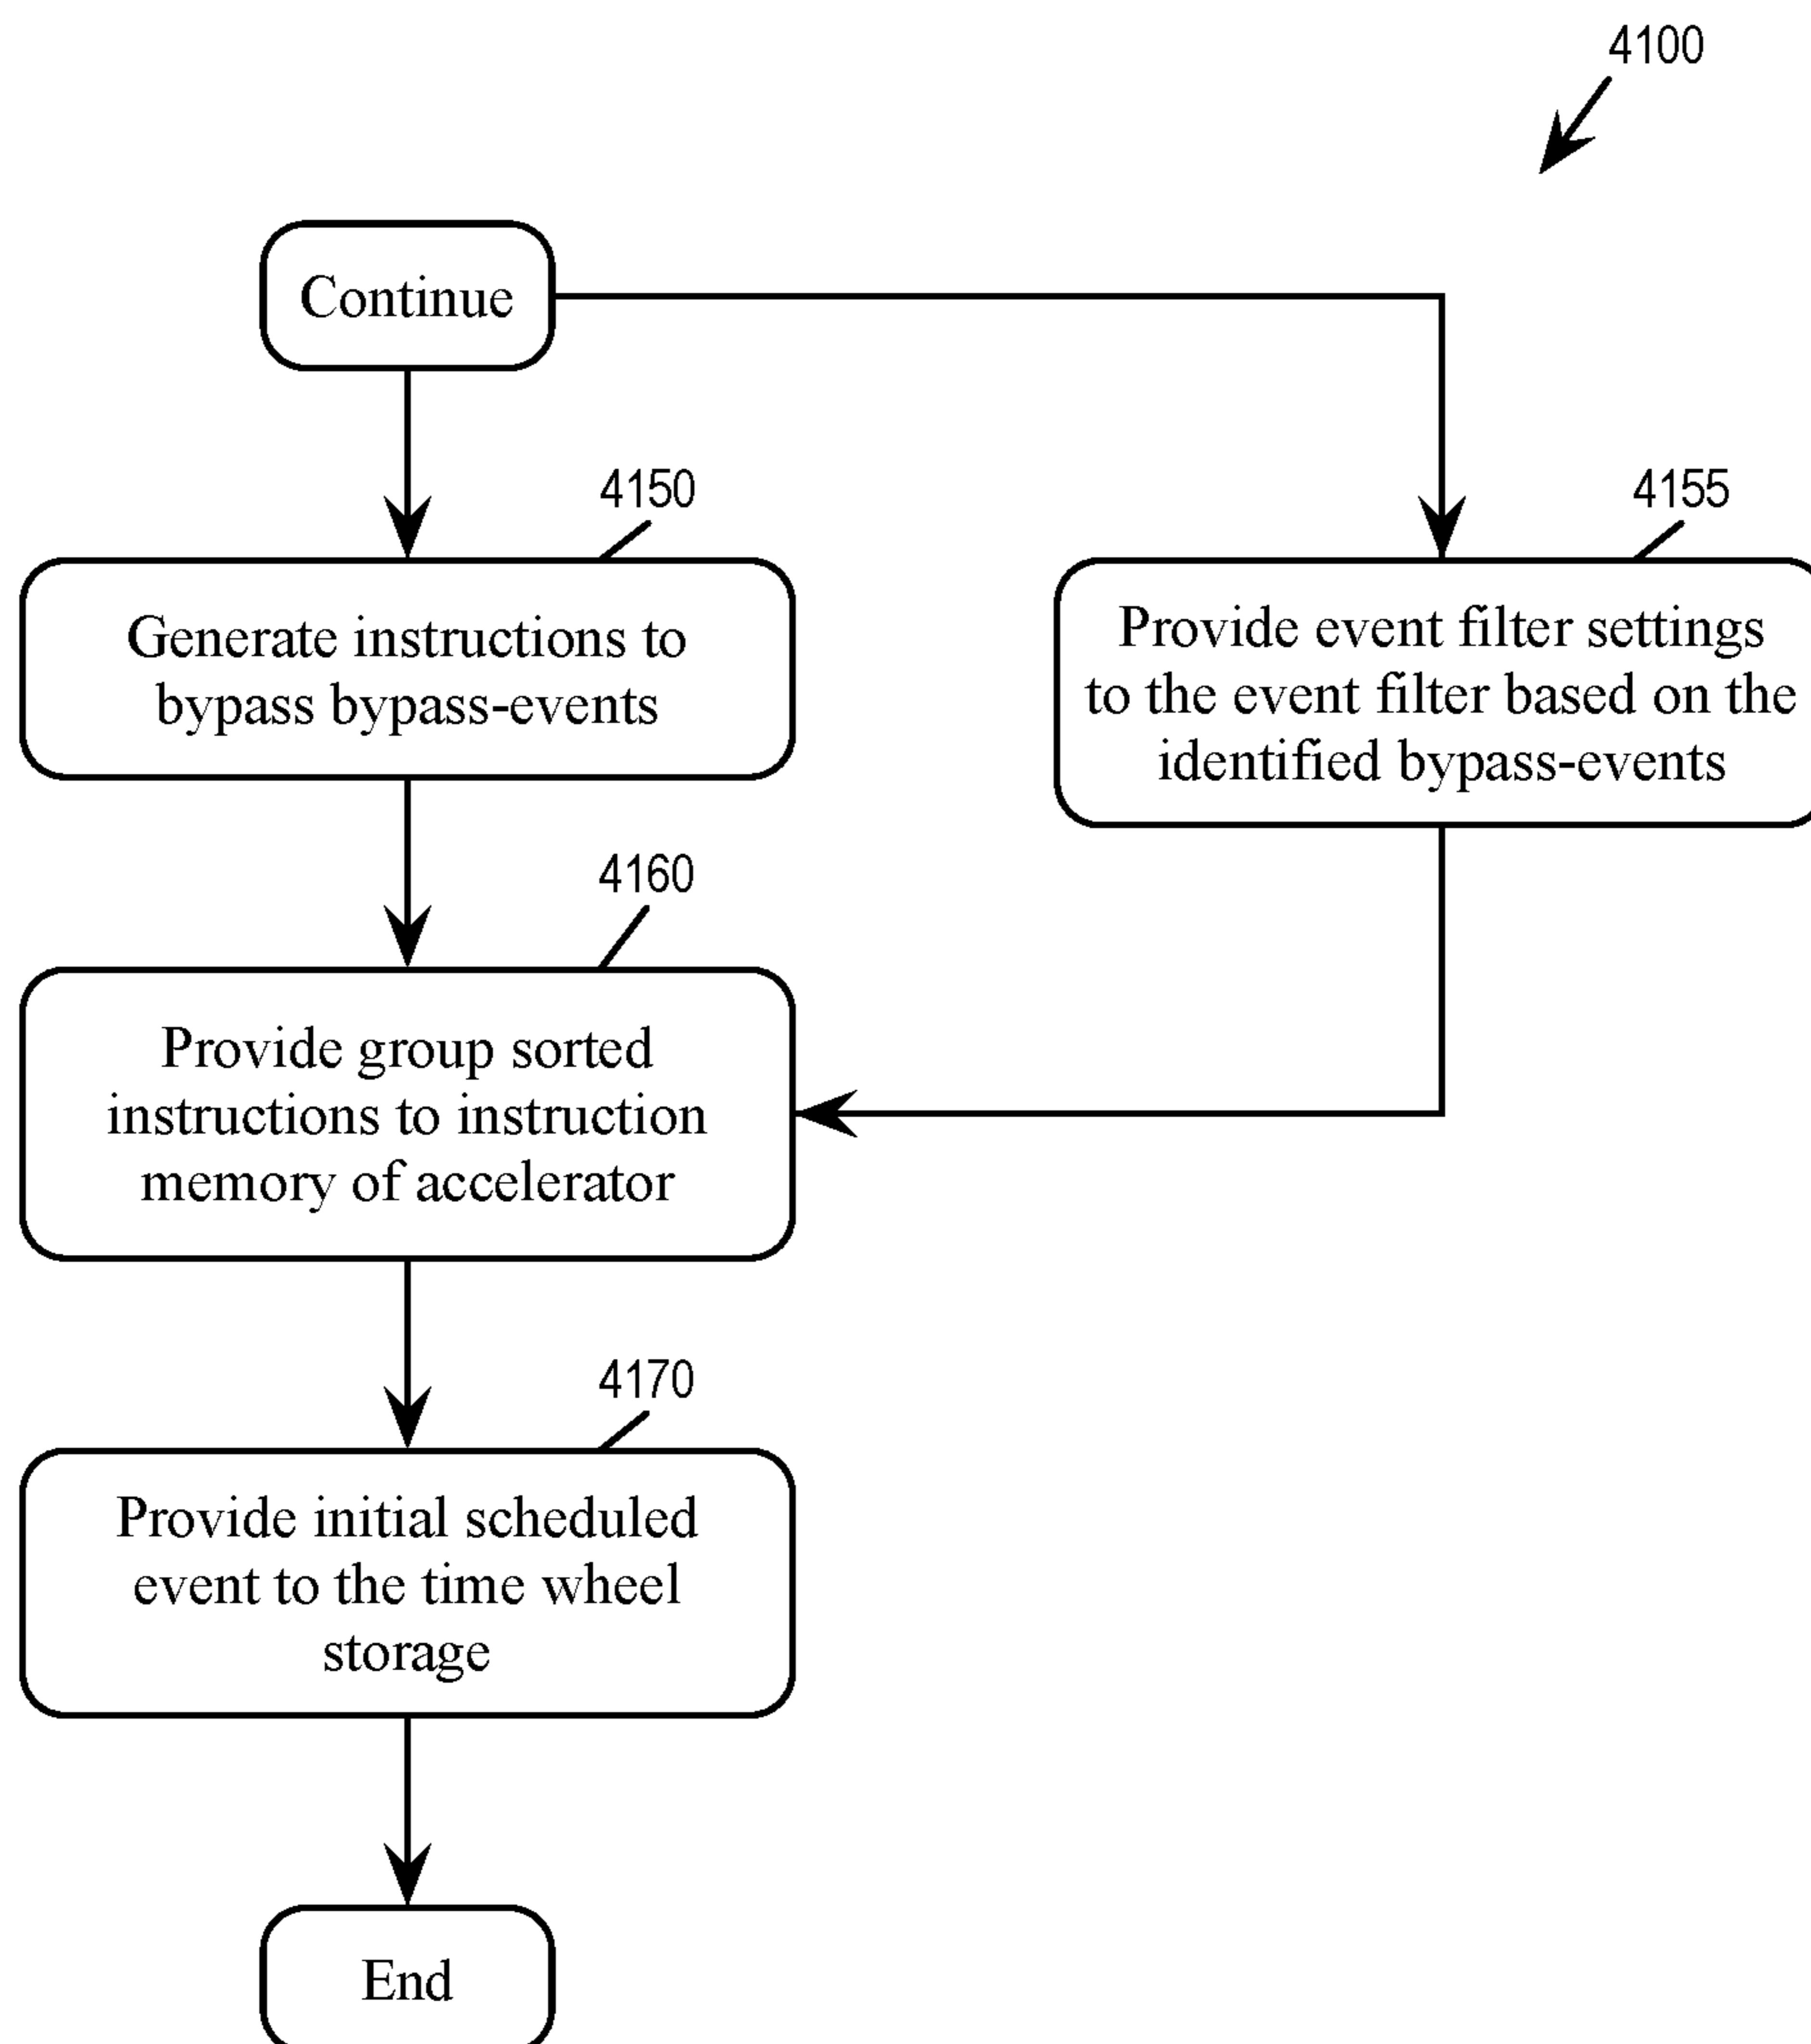 4100
Continue
4150
Generate instructions to
bypass bypass-events
4155
Provide event filter settings
to the event filter based on the
identified bypass-events
4160
Provide group sorted
instructions to instruction
memory of accelerator
4170
Provide initial scheduled
event to the time wheel
storage
End